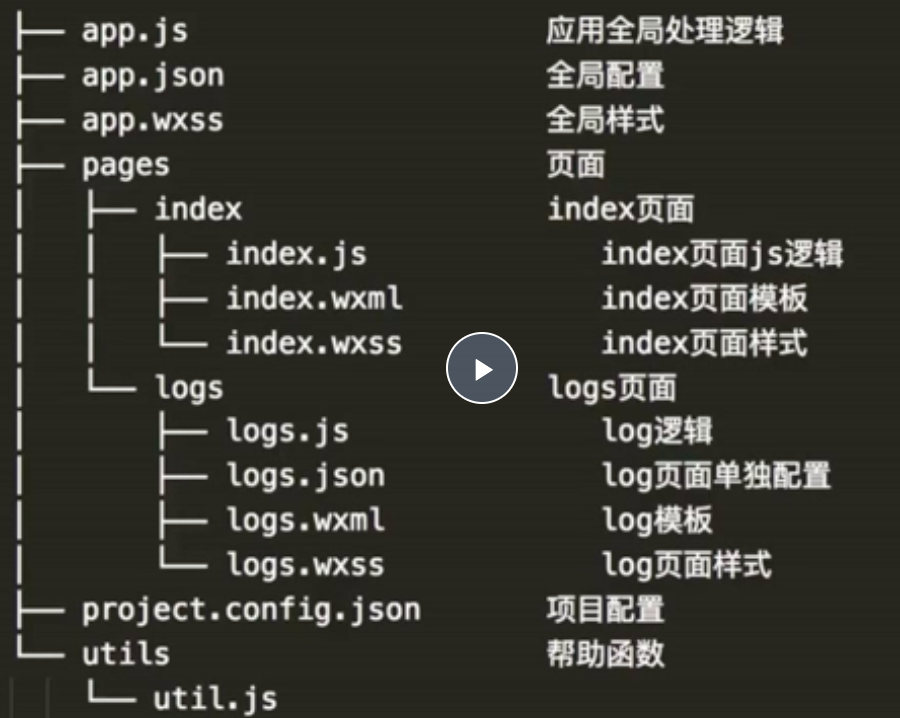 ├── app.js 应用全局处理逻辑
├── app.json 全局配置
├── app.wxss 全局样式
├── pages 页面
│   ├── index index页面
│   │   ├── index.js index页面js逻辑
│   │   ├── index.wxml index页面模板
│   │   └── index.wxss index页面样式
│   └── logs logs页面
│       ├── logs.js log逻辑
│       ├── logs.json log页面单独配置
│       ├── logs.wxml log模板
│       └── logs.wxss log页面样式
├── project.config.json 项目配置
└── utils 帮助函数
    └── util.js